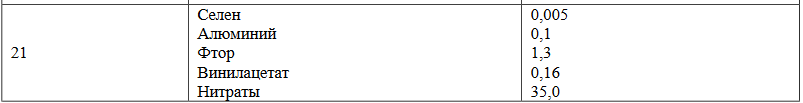 Селен 0,005
Алюминий 0,1
21 Фтор 1,3
Винилацетат 0,16
Нитраты 35,0